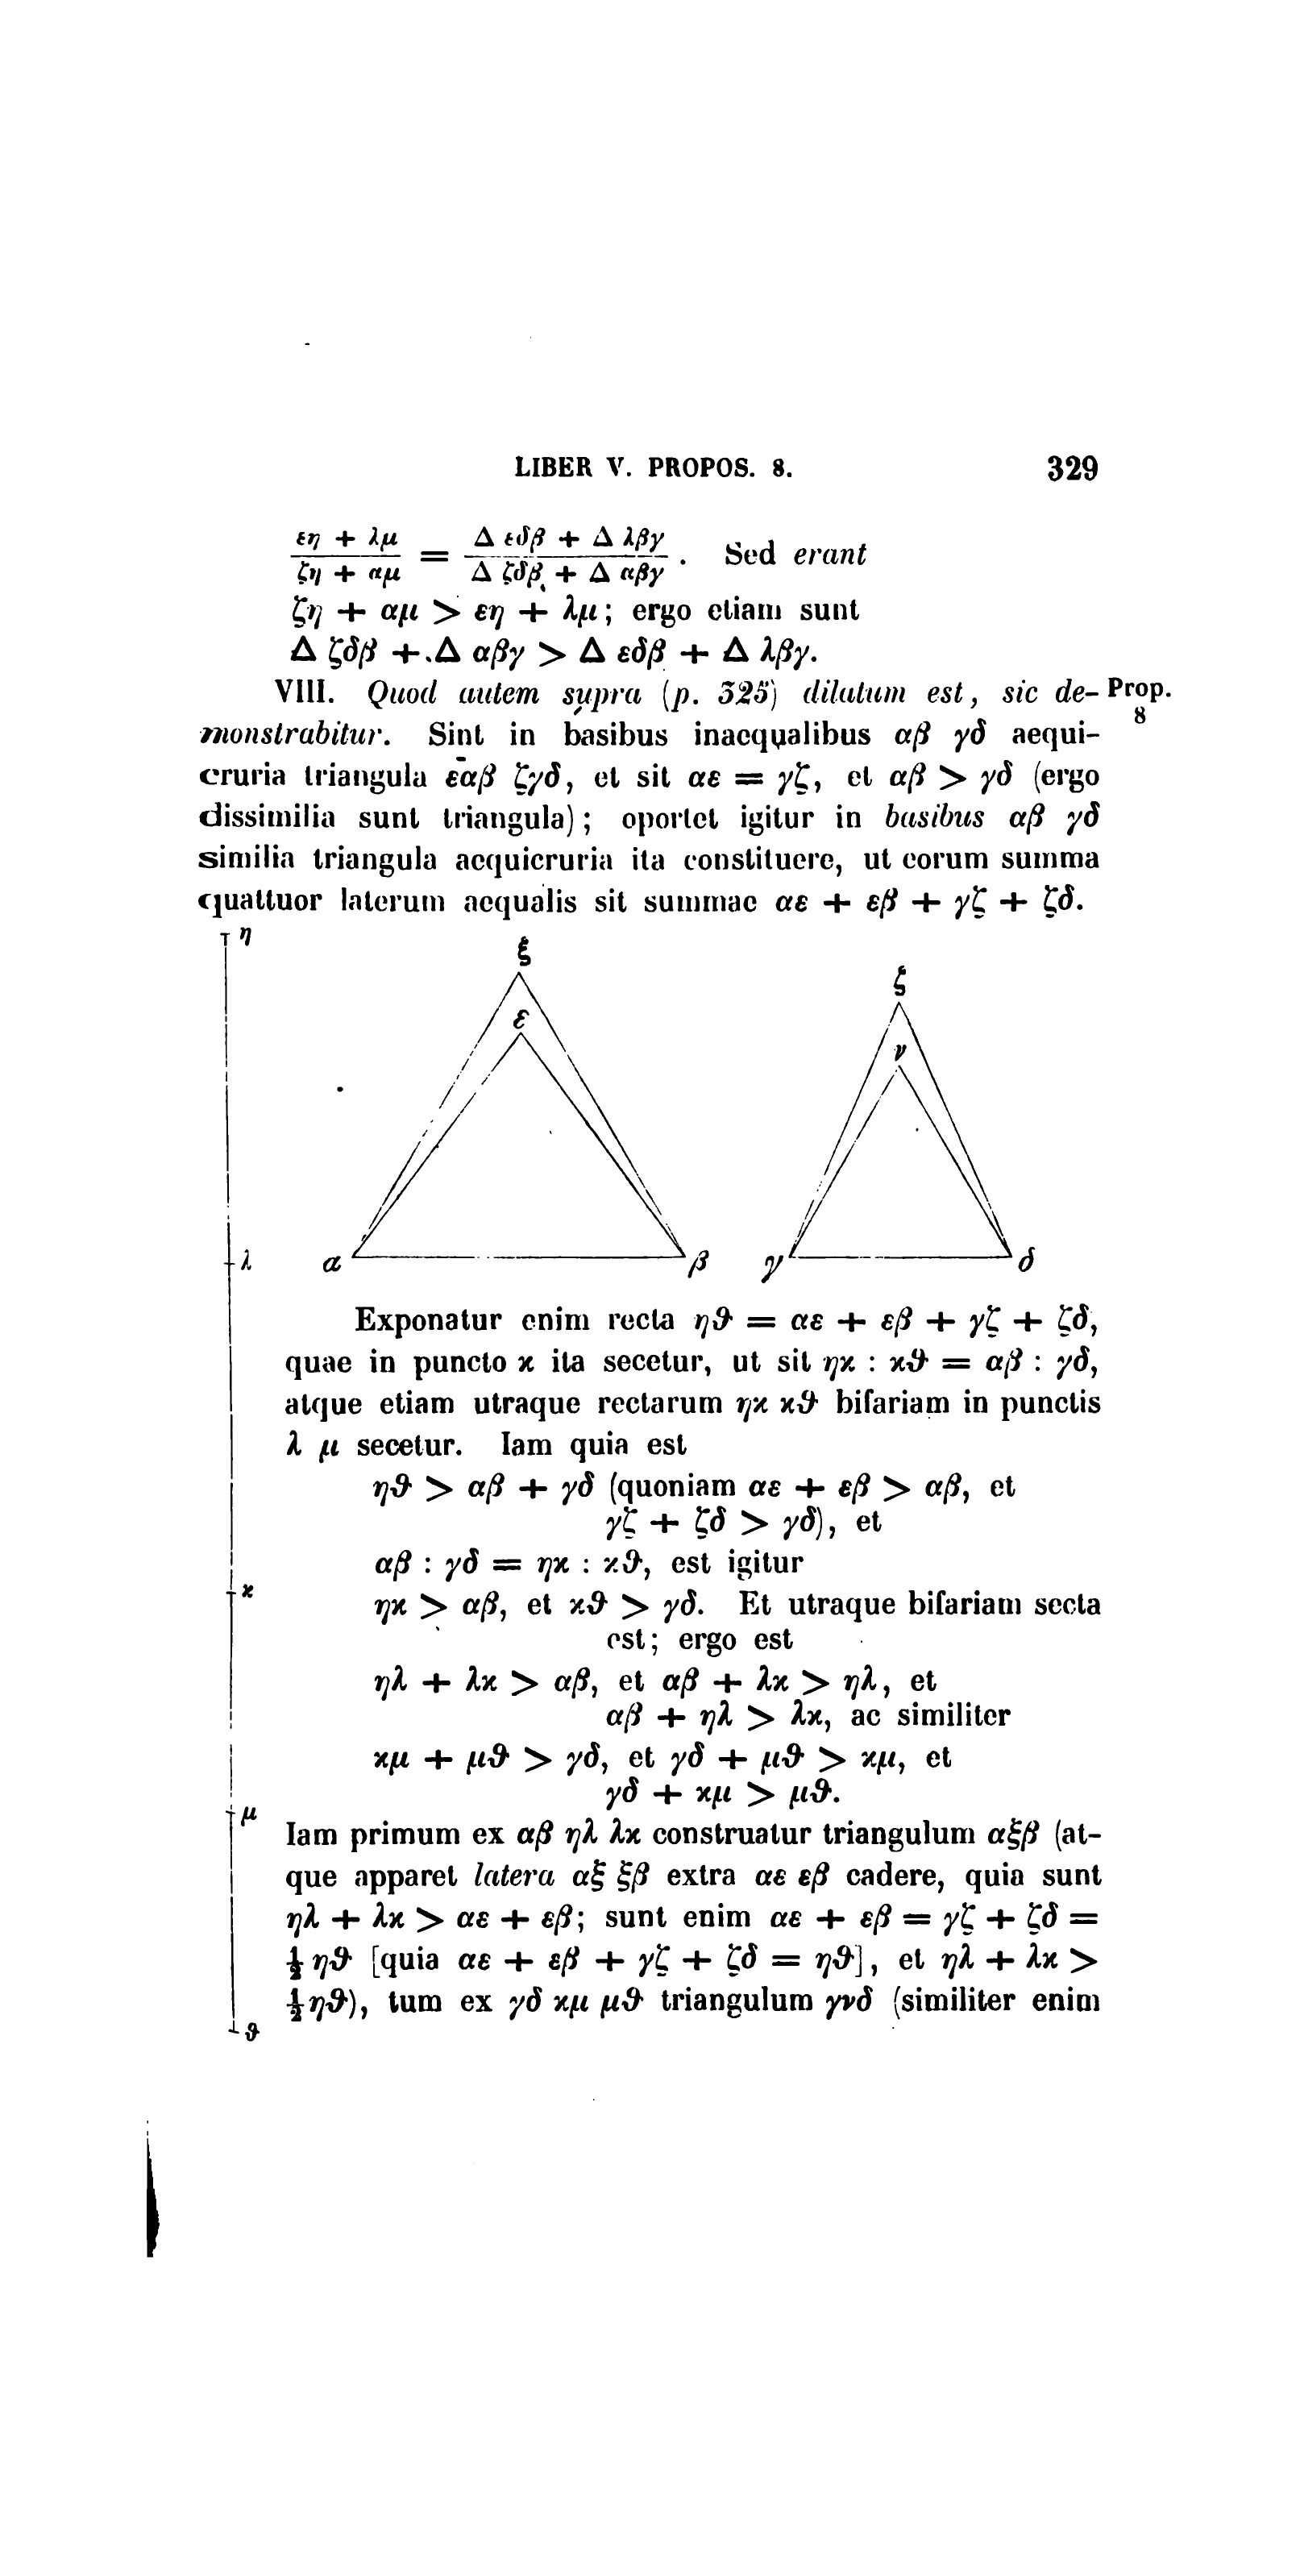 LIBER V. PROPOS. 8. 329
εη + λμ / ζη + αμ = Δ εδβ + Δ λβγ / Δ ζδβ + Δ αβγ . Sed erant
ζη + αμ > εη + λμ; ergo etiam sunt
Δ ζδβ + Δ αβγ > Δ εδβ + Δ λβγ.
VIII. Quod autem supra (p. 325) dilatum est, sic de- Prop. 8
monstrabitur. Sint in basibus inaequalibus αβ γδ aequi-
cruria triangula εαβ ζγδ, et sit αε = γζ, et αβ > γδ (ergo
dissimilia sunt triangula); oportet igitur in basibus αβ γδ
similia triangula aequicruria ita constituere, ut eorum summa
quattuor laterum aequalis sit summae αε + εβ + γζ + ζδ.
η
ξ
ζ
ε
ν
λ
α
β
γ
δ
Exponatur enim recta ηϑ = αε + εβ + γζ + ζδ,
quae in puncto κ ita secetur, ut sit ηκ : κϑ = αβ : γδ,
atque etiam utraque rectarum ηκ κϑ bifariam in punctis
λ μ secetur. Iam quia est
ηϑ > αβ + γδ (quoniam αε + εβ > αβ, et
γζ + ζδ > γδ), et
αβ : γδ = ηκ : κϑ, est igitur
κ
ηκ > αβ, et κϑ > γδ. Et utraque bifariam secta
est; ergo est
ηλ + λκ > αβ, et αβ + λκ > ηλ, et
αβ + ηλ > λκ, ac similiter
κμ + μϑ > γδ, et γδ + μϑ > κμ, et
γδ + κμ > μϑ.
μ
Iam primum ex αβ ηλ λκ construatur triangulum αξβ (at-
que apparet latera αξ ξβ extra αε εβ cadere, quia sunt
ηλ + λκ > αε + εβ; sunt enim αε + εβ = γζ + ζδ =
½ ηϑ [quia αε + εβ + γζ + ζδ = ηϑ], et ηλ + λκ >
½ηϑ), tum ex γδ κμ μϑ triangulum γνδ (similiter enim
ϑ